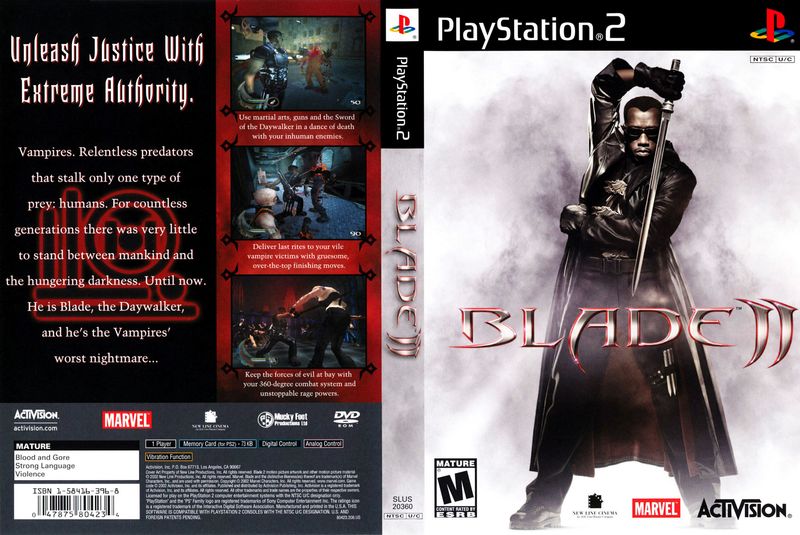 Unleash Justice With
Extreme Authority.
Vampires. Relentless predators
that stalk only one type of
prey: humans. For countless
generations there was very little
to stand between mankind and
the hungering darkness. Until now.
He is Blade, the Daywalker,
and he's the Vampires'
worst nightmare...
50
Use martial arts, guns and the Sword
of the Daywalker in a dance of death
with your inhuman enemies.
90
Deliver last rites to your vile
vampire victims with gruesome,
over-the-top finishing moves.
Keep the forces of evil at bay with
your 360-degree combat system and
unstoppable rage powers.
ACTIVISION.
activision.com
MARVEL
NEW LINE CINEMA
Mucky Foot
Productions Ltd
DVD
ROM
MATURE
Blood and Gore
Strong Language
Violence
ISBN 1-58416-396-8
47875 80423 4
1 Player
Memory Card (for PS2) - 73 KB
Digital Control
Analog Control
Vibration Function
PlayStation®2
BLADE II
SLUS
20360
NTSC U/C
PlayStation®2
NTSC U/C
BLADE™ II
MATURE
M
CONTENT RATED BY
ESRB
NEW LINE CINEMA
MARVEL
ACTIVISION.